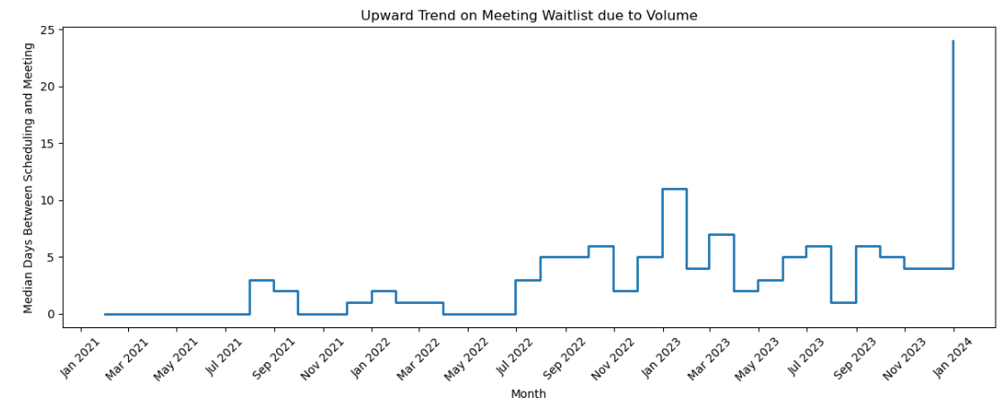 Upward Trend on Meeting Waitlist due to Volume
Median Days Between Scheduling and Meeting
25
20
15
10
5
0
Jan 2021
Mar 2021
May 2021
Jul 2021
Sep 2021
Nov 2021
Jan 2022
Mar 2022
May 2022
Jul 2022
Sep 2022
Nov 2022
Jan 2023
Mar 2023
May 2023
Jul 2023
Sep 2023
Nov 2023
Jan 2024
Month